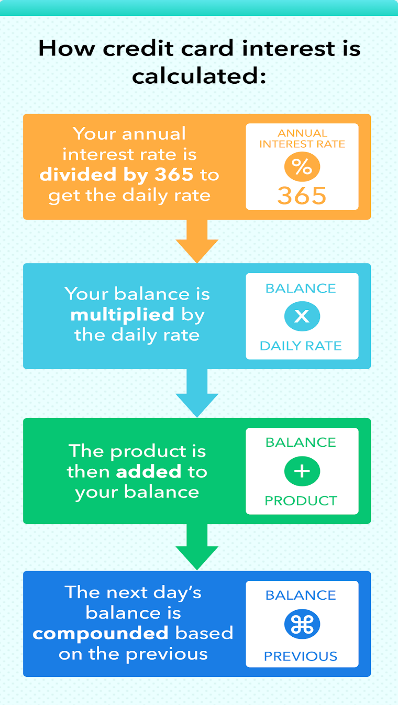 How credit card interest is
calculated:
Your annual
interest rate is
divided by 365 to
get the daily rate
ANNUAL
INTEREST RATE
%
365
Your balance is
multiplied by
the daily rate
BALANCE
x
DAILY RATE
The product is
then added to
your balance
BALANCE
+
PRODUCT
The next day's
balance is
compounded based
on the previous
BALANCE
⌘
PREVIOUS